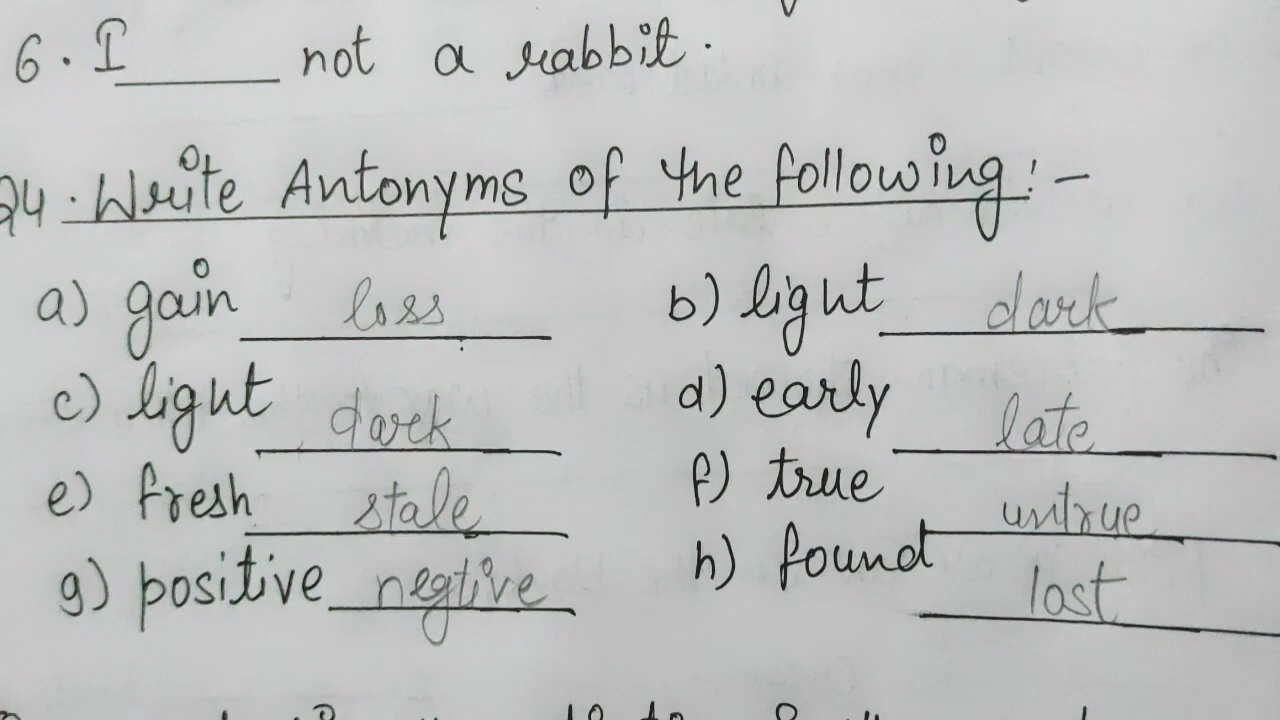 6. I______ not a rabbit.
Q4. Write Antonyms of the following:-
a) gain loss b) light dark
c) light dark d) early late
e) fresh stale f) true untrue
g) positive negtive h) found lost